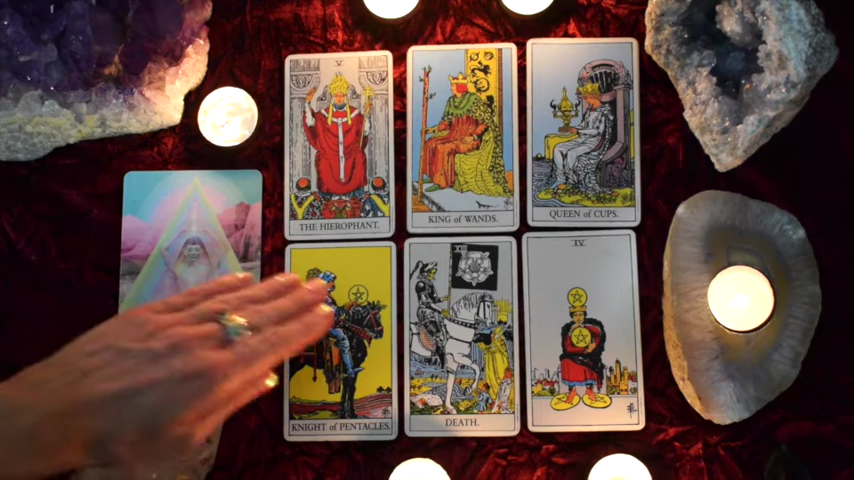 V
THE HIEROPHANT.
KING of WANDS.
QUEEN of CUPS.
KNIGHT of PENTACLES.
XIII
DEATH.
IV